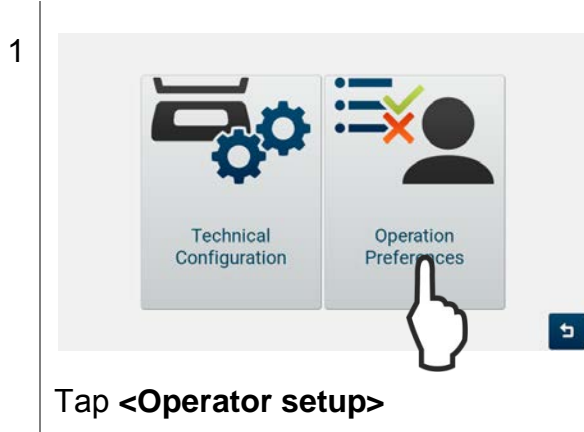 1
Technical
Configuration
Operation
Preferences
Tap <Operator setup>